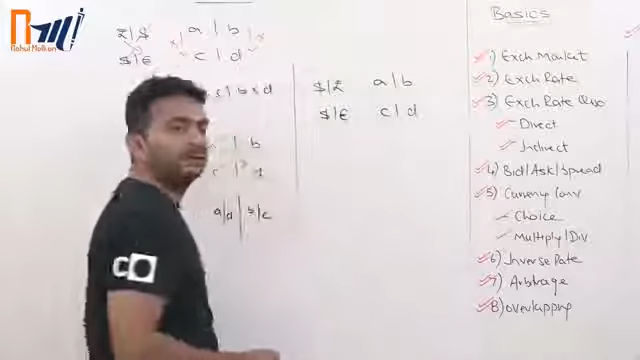 Rahul Malkan
₹|$ a | b
$|€ c | d
c | b×d
| b
c | d
a/d | b/c
$|₹ a|b
$|€ c|d
Basics
1) Exch Market
2) Exch Rate
3) Exch Rate Quo
Direct
Indirect
4) Bid/Ask/Spread
5) Currency Conv
Choice
Multiply/Div
6) Inverse Rate
7) Arbitrage
8) overlapping